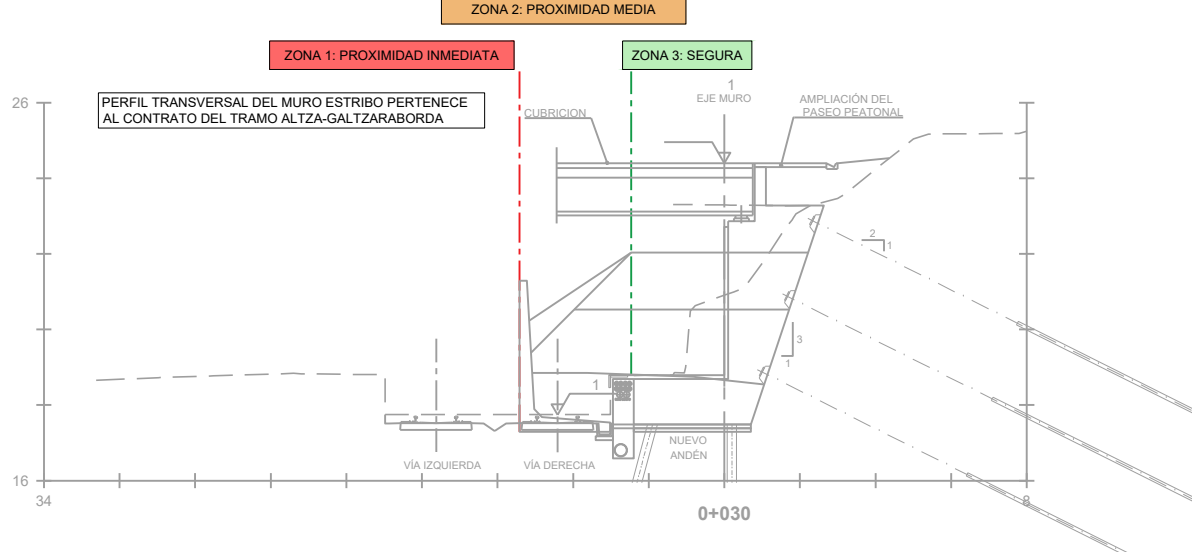 ZONA 2: PROXIMIDAD MEDIA
ZONA 1: PROXIMIDAD INMEDIATA
ZONA 3: SEGURA
PERFIL TRANSVERSAL DEL MURO ESTRIBO PERTENECE
AL CONTRATO DEL TRAMO ALTZA-GALTZARABORDA
26
1
EJE MURO
CUBRICION
AMPLIACIÓN DEL
PASEO PEATONAL
2
1
3
1
1
VÍA IZQUIERDA
VÍA DERECHA
NUEVO
ANDÉN
16
34
8
0+030